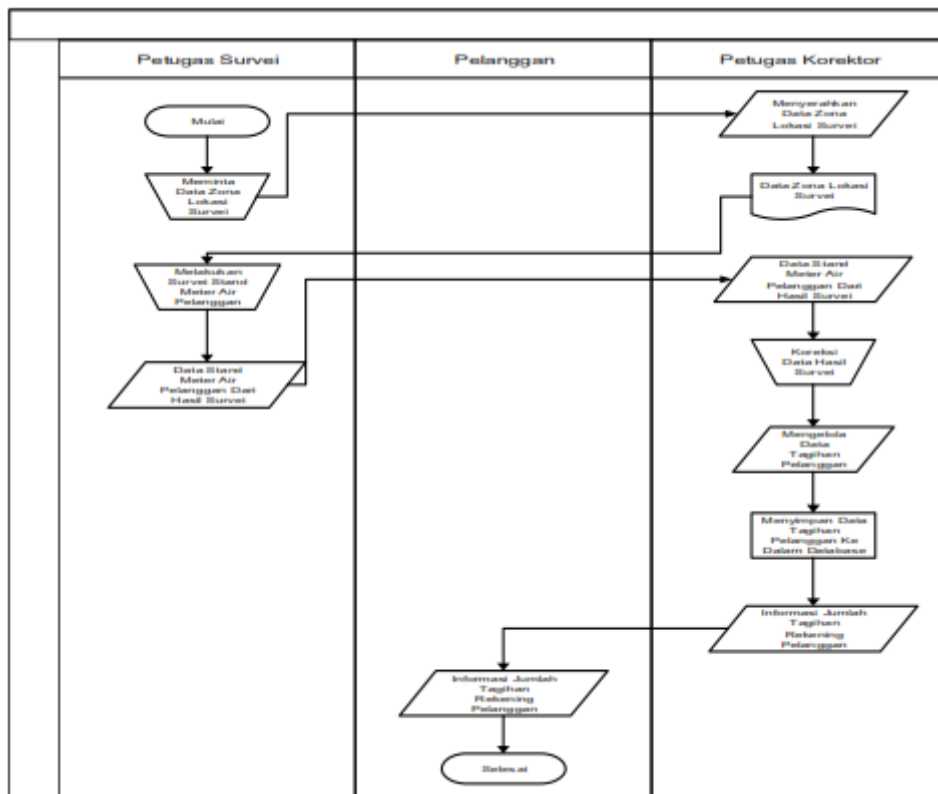 Petugas Survei
Pelanggan
Petugas Korektor
Mulai
Menyerahkan
Data Zona
Lokasi Survei
Meminta
Data Zona
Lokasi
Survei
Data Zona Lokasi
Survei
Melakukan
Survei Stand
Meter Air
Pelanggan
Data Stand
Meter Air
Pelanggan Dari
Hasil Survei
Data Stand
Meter Air
Pelanggan Dari
Hasil Survei
Koreksi
Data Hasil
Survei
Mengelola
Data
Tagihan
Pelanggan
Menyimpan Data
Tagihan
Pelanggan Ke
Dalam Database
Informasi Jumlah
Tagihan
Rekening
Pelanggan
Informasi Jumlah
Tagihan
Rekening
Pelanggan
Selesai